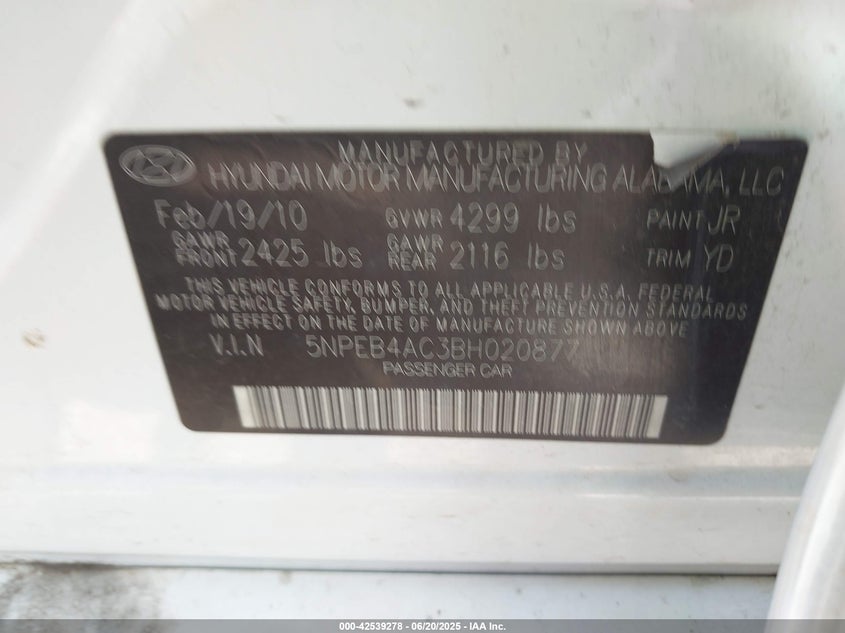 MANUFACTURED BY
HYUNDAI MOTOR MANUFACTURING ALABAMA, LLC
Feb/19/10 GVWR 4299 lbs PAINT JR
GAWR FRONT 2425 lbs GAWR REAR 2116 lbs TRIM YD
THIS VEHICLE CONFORMS TO ALL APPLICABLE U.S.A. FEDERAL
MOTOR VEHICLE SAFETY, BUMPER, AND THEFT PREVENTION STANDARDS
IN EFFECT ON THE DATE OF MANUFACTURE SHOWN ABOVE
V.I.N 5NPEB4AC3BH020877
PASSENGER CAR
000-42539278 - 06/20/2025 - IAA Inc.